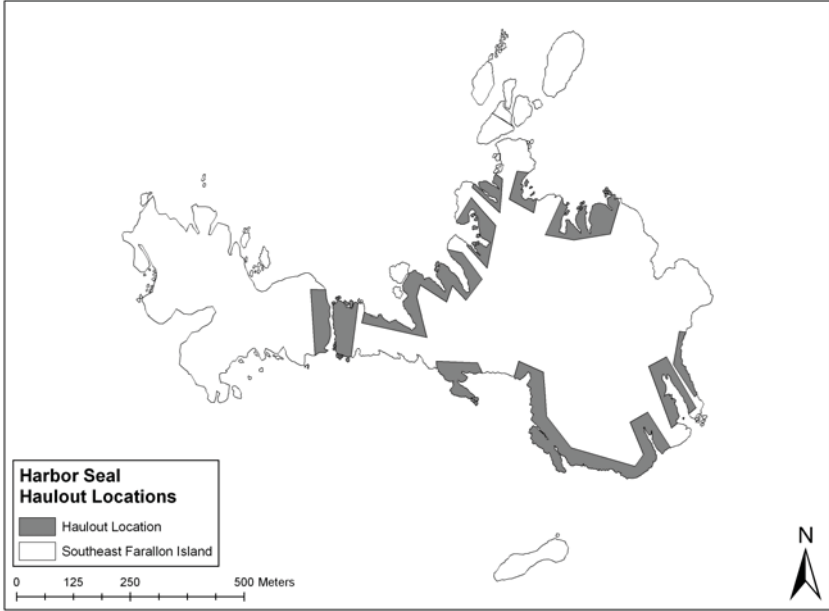 N
Harbor Seal
Haulout Locations
Haulout Location
Southeast Farallon Island
0 125 250 500 Meters